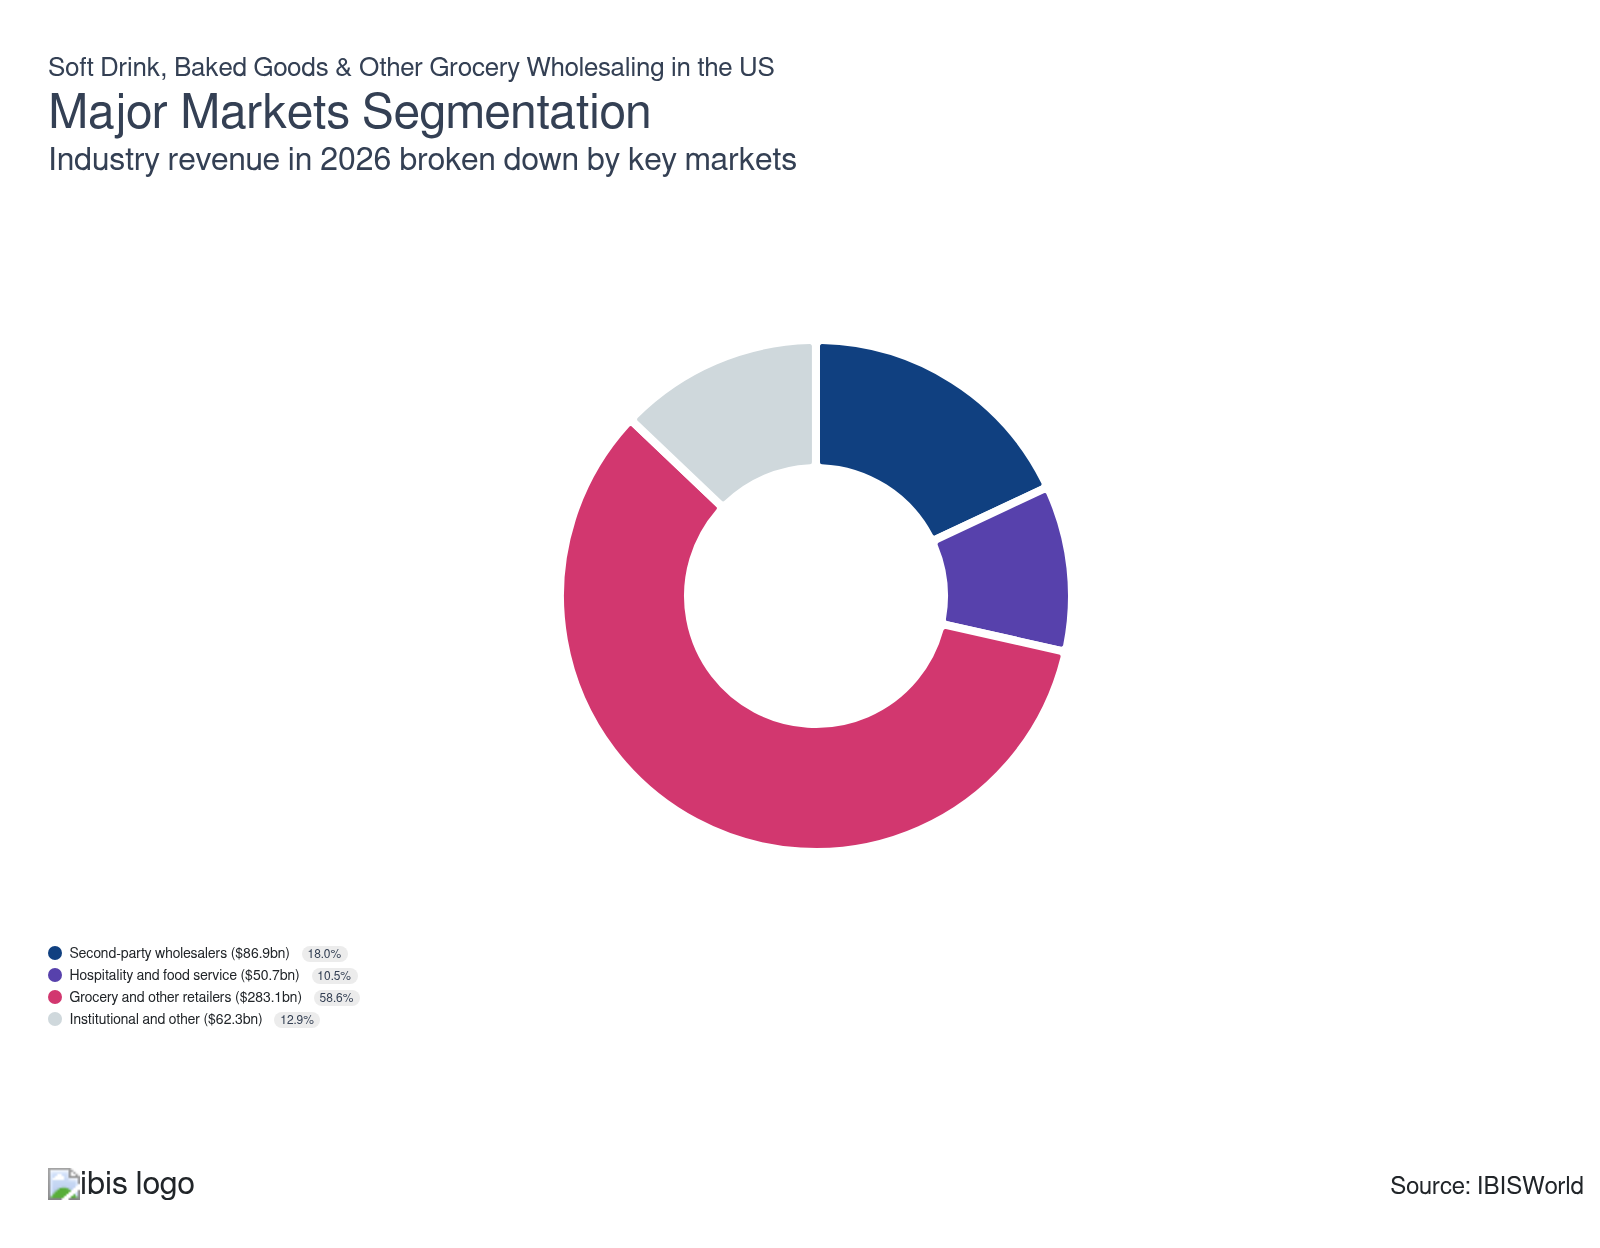 Soft Drink, Baked Goods & Other Grocery Wholesaling in the US
Major Markets Segmentation
Industry revenue in 2026 broken down by key markets
Second-party wholesalers ($86.9bn) 18.0%
Hospitality and food service ($50.7bn) 10.5%
Grocery and other retailers ($283.1bn) 58.6%
Institutional and other ($62.3bn) 12.9%
ibis logo
Source: IBISWorld